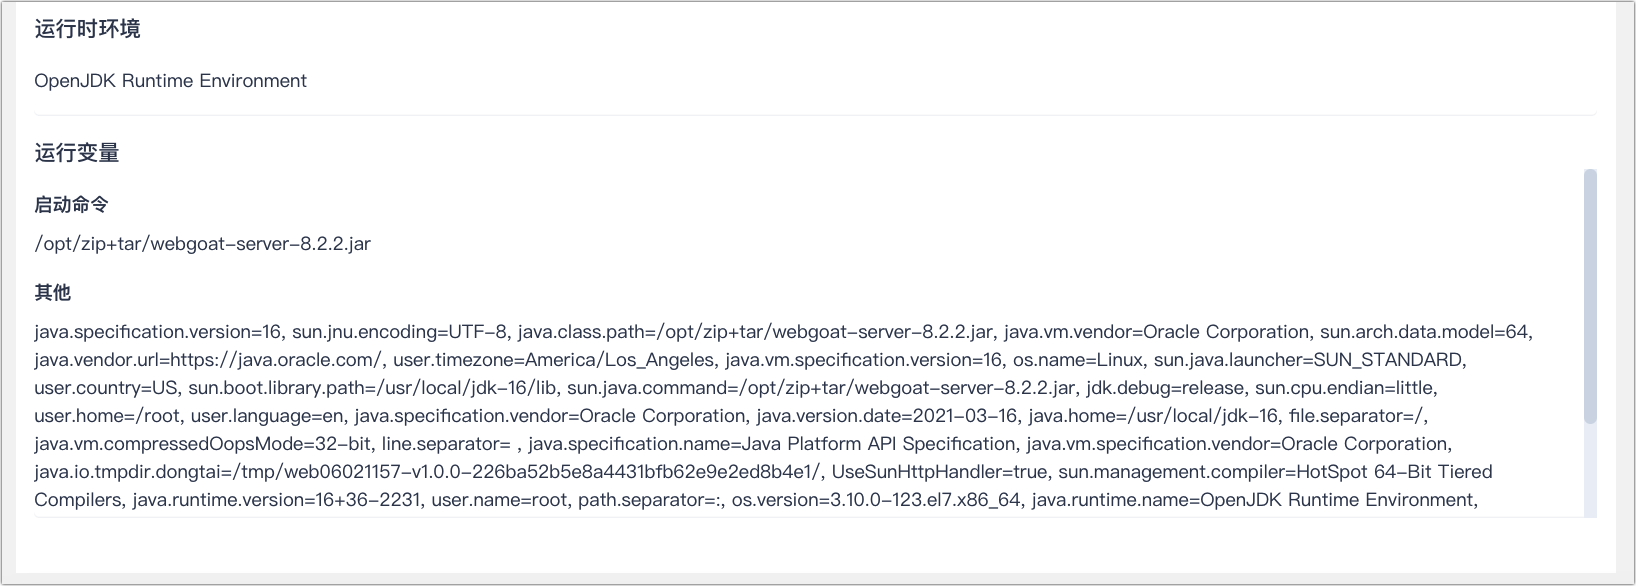 运行时环境
OpenJDK Runtime Environment
运行变量
启动命令
/opt/zip+tar/webgoat-server-8.2.2.jar
其他
java.specification.version=16, sun.jnu.encoding=UTF-8, java.class.path=/opt/zip+tar/webgoat-server-8.2.2.jar, java.vm.vendor=Oracle Corporation, sun.arch.data.model=64,
java.vendor.url=https://java.oracle.com/, user.timezone=America/Los_Angeles, java.vm.specification.version=16, os.name=Linux, sun.java.launcher=SUN_STANDARD,
user.country=US, sun.boot.library.path=/usr/local/jdk-16/lib, sun.java.command=/opt/zip+tar/webgoat-server-8.2.2.jar, jdk.debug=release, sun.cpu.endian=little,
user.home=/root, user.language=en, java.specification.vendor=Oracle Corporation, java.version.date=2021-03-16, java.home=/usr/local/jdk-16, file.separator=/,
java.vm.compressedOopsMode=32-bit, line.separator= , java.specification.name=Java Platform API Specification, java.vm.specification.vendor=Oracle Corporation,
java.io.tmpdir.dongtai=/tmp/web06021157-v1.0.0-226ba52b5e8a4431bfb62e9e2ed8b4e1/, UseSunHttpHandler=true, sun.management.compiler=HotSpot 64-Bit Tiered
Compilers, java.runtime.version=16+36-2231, user.name=root, path.separator=:, os.version=3.10.0-123.el7.x86_64, java.runtime.name=OpenJDK Runtime Environment,